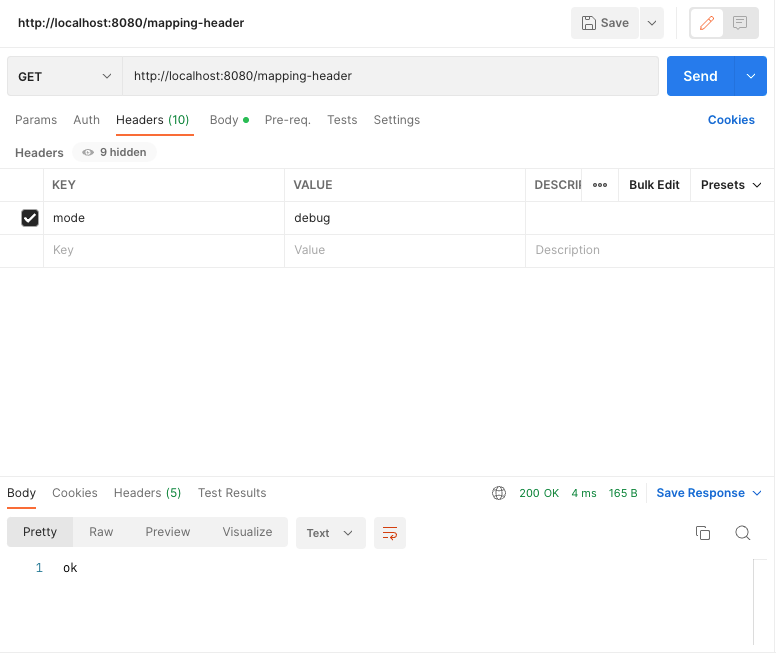 http://localhost:8080/mapping-header
Save
GET http://localhost:8080/mapping-header Send
Params Auth Headers (10) Body Pre-req. Tests Settings Cookies
Headers 9 hidden
KEY VALUE DESCRI ••• Bulk Edit Presets
mode debug
Key Value Description
Body Cookies Headers (5) Test Results 200 OK 4 ms 165 B Save Response
Pretty Raw Preview Visualize Text
1 ok